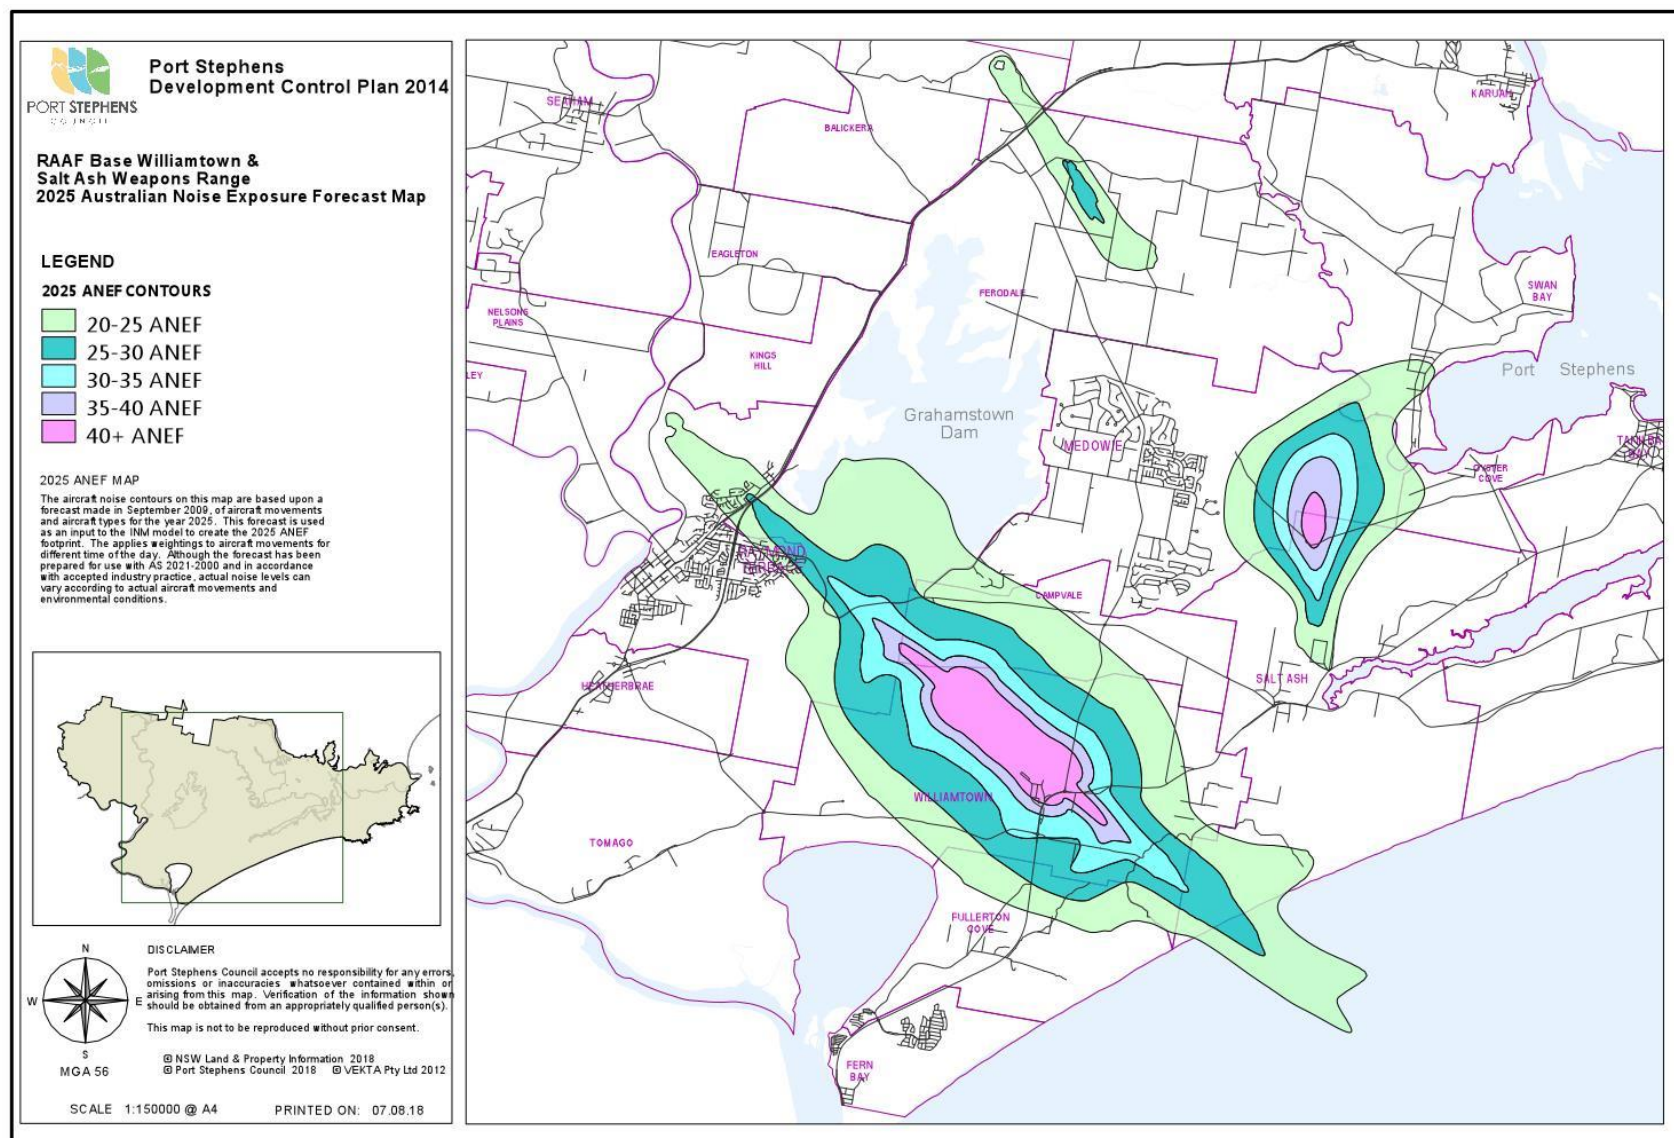 Port Stephens
Development Control Plan 2014
PORT STEPHENS
COUNCIL
RAAF Base Williamtown &
Salt Ash Weapons Range
2025 Australian Noise Exposure Forecast Map
LEGEND
2025 ANEF CONTOURS
20-25 ANEF
25-30 ANEF
30-35 ANEF
35-40 ANEF
40+ ANEF
2025 ANEF MAP
The aircraft noise contours on this map are based upon a
forecast made in September 2009, of aircraft movements
and aircraft types for the year 2025. This forecast is used
as an input to the INM model to create the 2025 ANEF
footprint. The applies weightings to aircraft movements for
different time of the day. Although the forecast has been
prepared for use with AS 2021-2000 and in accordance
with accepted industry practice, actual noise levels can
vary according to actual aircraft movements and
environmental conditions.
N
W
E
S
MGA 56
DISCLAIMER
Port Stephens Council accepts no responsibility for any errors,
omissions or inaccuracies whatsoever contained within or
arising from this map. Verification of the information shown
should be obtained from an appropriately qualified person(s).
This map is not to be reproduced without prior consent.
© NSW Land & Property Information 2018
© Port Stephens Council 2018 © VEKTA Pty Ltd 2012
SCALE 1:150000 @ A4
PRINTED ON: 07.08.18
SEAHAM
BALICKERA
KARUAH
EAGLETON
FERODALE
SWAN
BAY
NELSONS
PLAINS
KINGS
HILL
LEY
Port Stephens
Grahamstown
Dam
MEDOWIE
TANILBA
BAY
OYSTER
COVE
RAYMOND
TERRACE
CAMPVALE
HEATHERBRAE
SALT ASH
WILLIAMTOWN
TOMAGO
FULLERTON
COVE
FERN
BAY